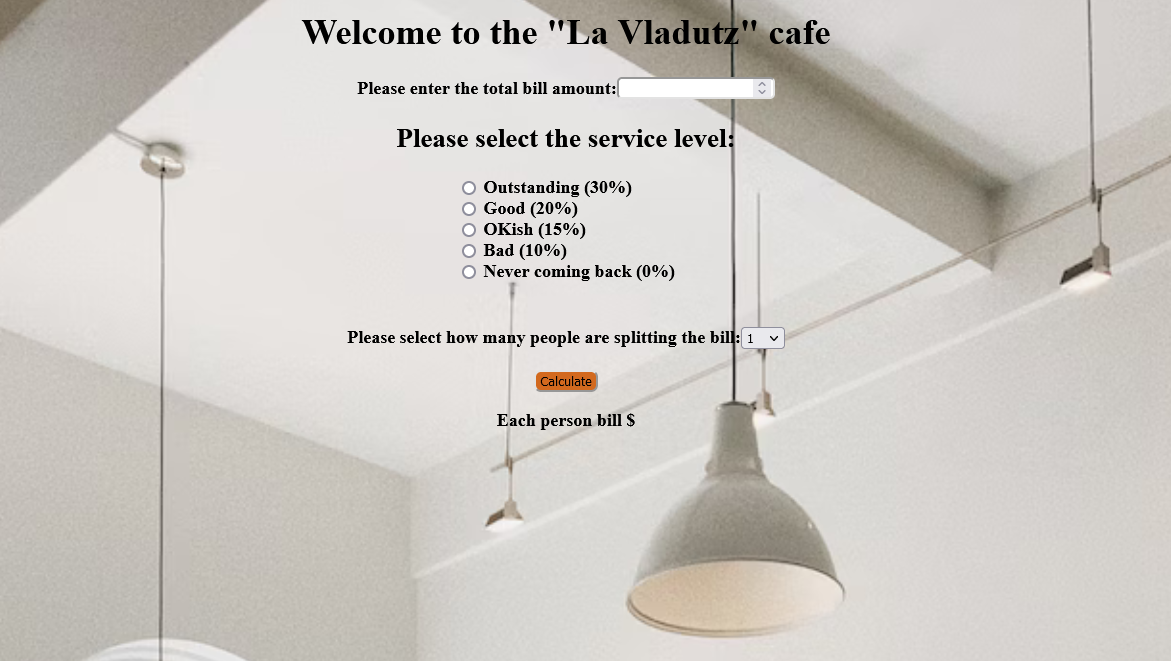 Welcome to the "La Vladutz" cafe
Please enter the total bill amount:
Please select the service level:
Outstanding (30%)
Good (20%)
OKish (15%)
Bad (10%)
Never coming back (0%)
Please select how many people are splitting the bill: 1
Calculate
Each person bill $